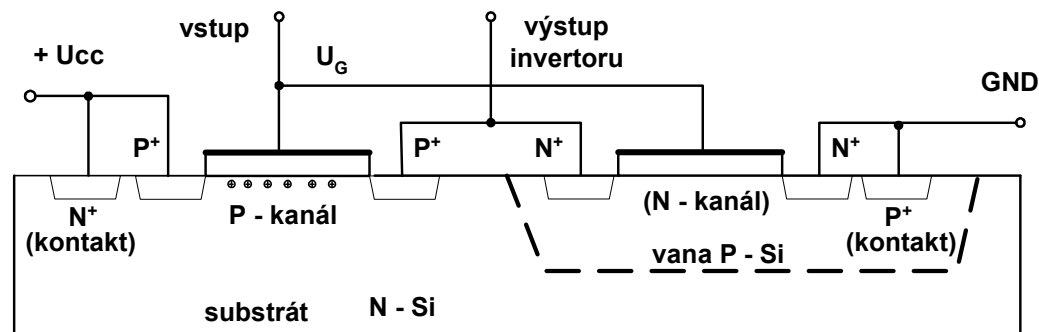 vstup
výstup
invertoru
+ Ucc
U_G
GND
P+
P+
N+
N+
N+
(kontakt)
P - kanál
(N - kanál)
P+
(kontakt)
vana P - Si
substrát N - Si